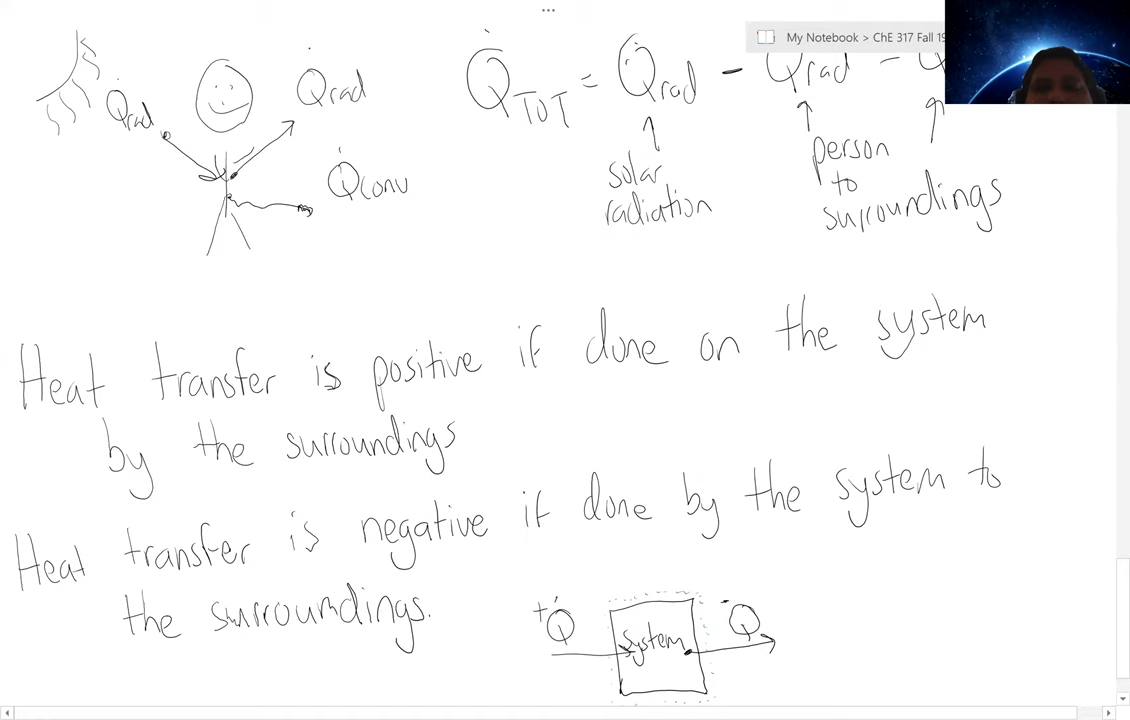 My Notebook > ChE 317 Fall 19
Q̇rad
Q̇rad
Q̇conv
Q̇TOT = Q̇rad - Q̇rad - Q
solar
radiation
person
to
surroundings
Heat transfer is positive if done on the system
by the surroundings
Heat transfer is negative if done by the system to
the surroundings.
+Q̇
system
-Q̇